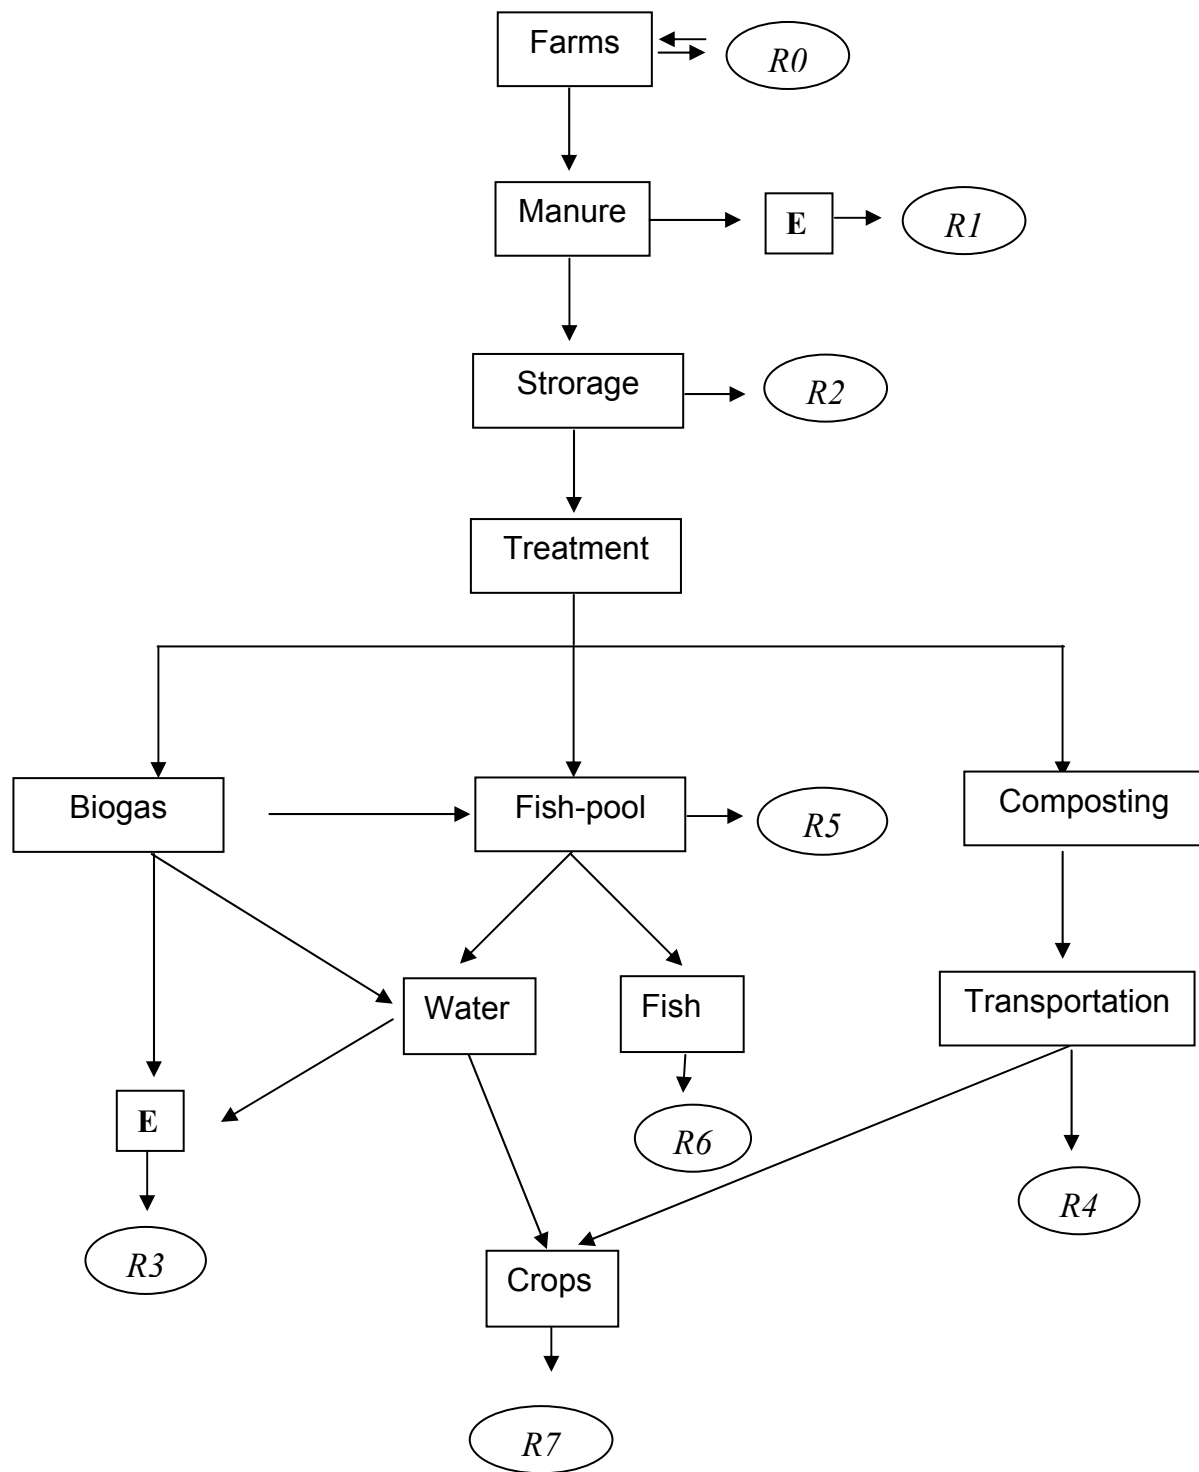 Farms
R0
Manure
E
R1
Strorage
R2
Treatment
Biogas
Fish-pool
R5
Composting
Water
Fish
Transportation
E
R6
R4
R3
Crops
R7